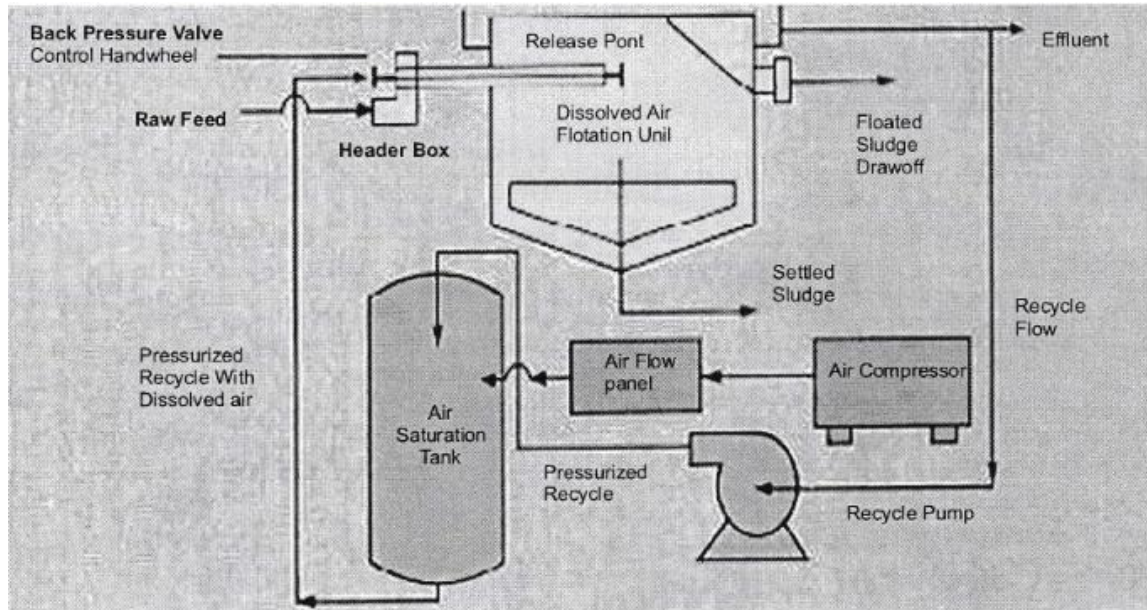 Back Pressure Valve
Control Handwheel
Release Pont
Effluent
Raw Feed
Header Box
Dissolved Air
Flotation Unil
Floated
Sludge
Drawoff
Settled
Sludge
Recycle
Flow
Pressurized
Recycle With
Dissolved air
Air Flow
panel
Air Compressor
Air
Saturation
Tank
Pressurized
Recycle
Recycle Pump